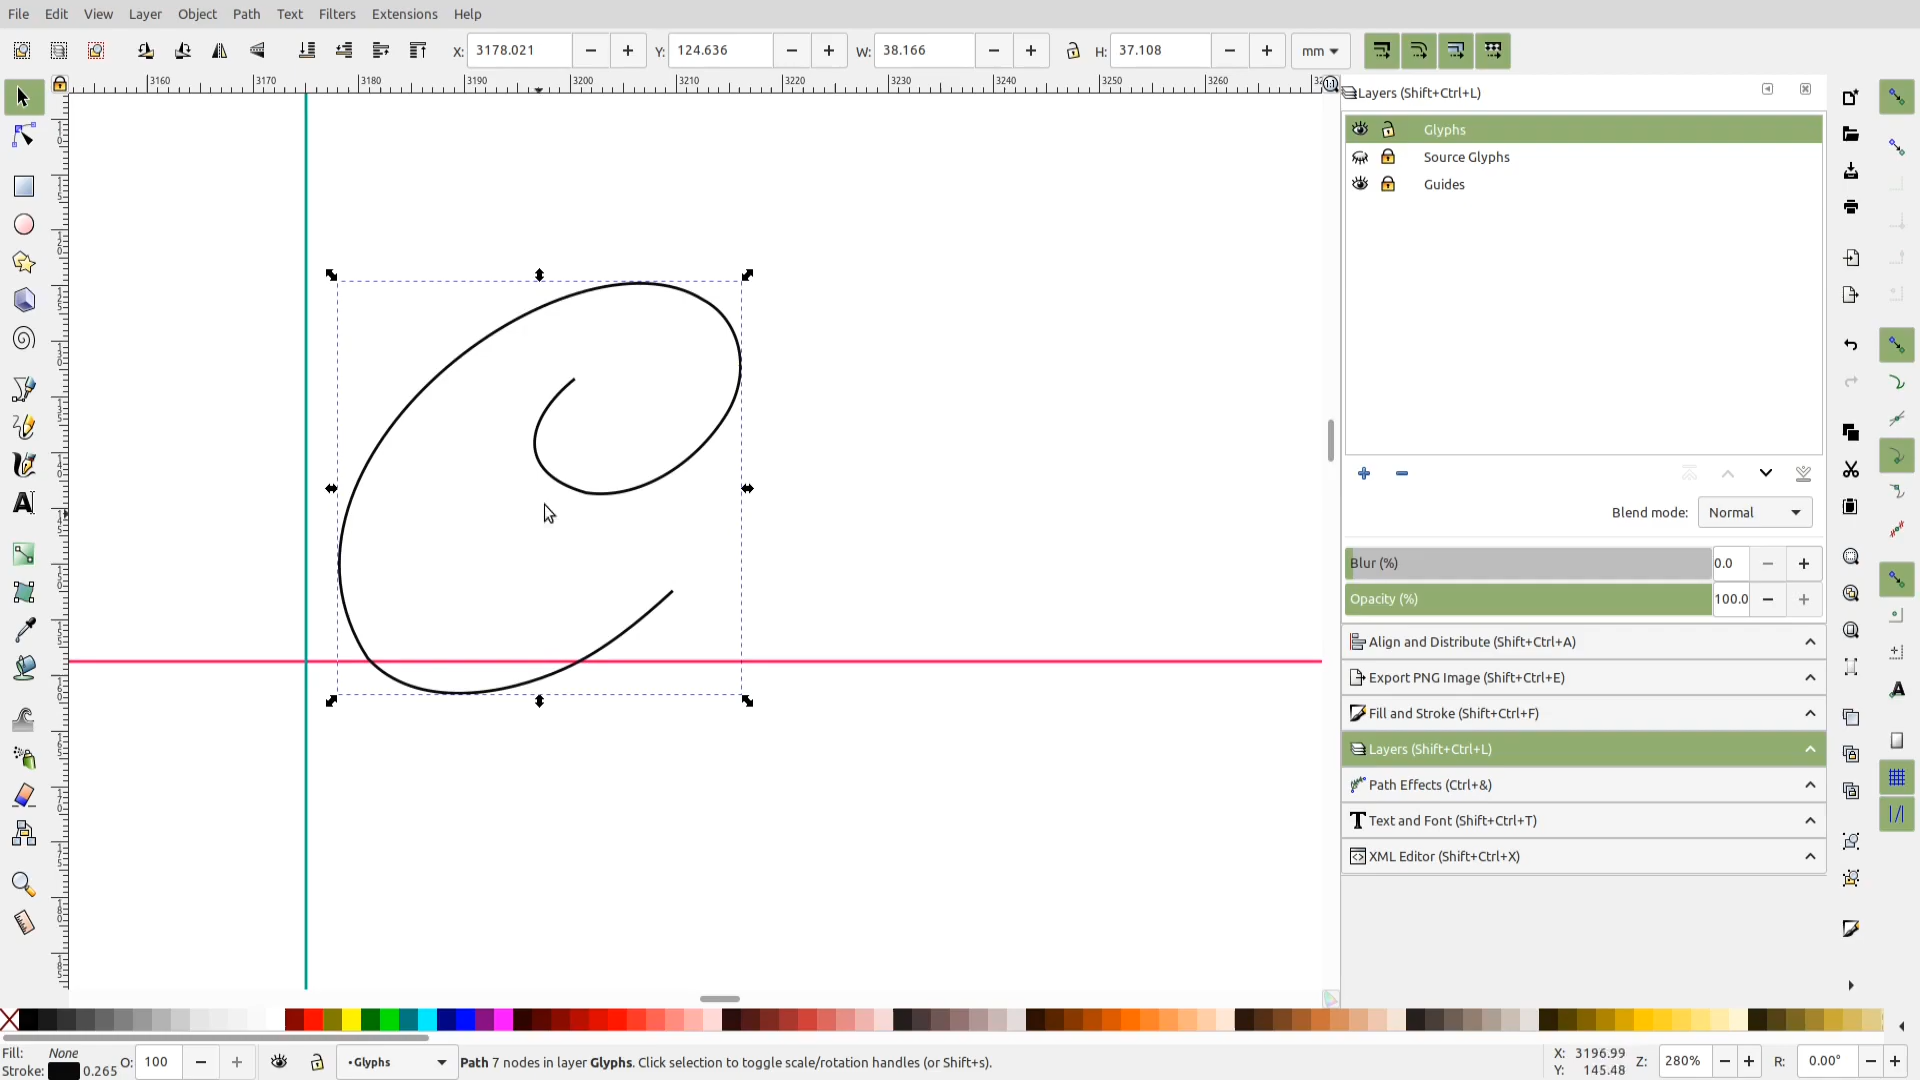 File Edit View Layer Object Path Text Filters Extensions Help
X: 3178.021 Y: 124.636 W: 38.166 H: 37.108 mm
3160 3170 3180 3190 3200 3210 3220 3230 3240 3250 3260
Layers (Shift+Ctrl+L)
Glyphs
Source Glyphs
Guides
Blend mode: Normal
Blur (%) 0.0
Opacity (%) 100.0
Align and Distribute (Shift+Ctrl+A)
Export PNG Image (Shift+Ctrl+E)
Fill and Stroke (Shift+Ctrl+F)
Layers (Shift+Ctrl+L)
Path Effects (Ctrl+&)
Text and Font (Shift+Ctrl+T)
XML Editor (Shift+Ctrl+X)
Fill: None
Stroke: 0.265
O: 100
•Glyphs
Path 7 nodes in layer Glyphs. Click selection to toggle scale/rotation handles (or Shift+s).
X: 3196.99
Y: 145.48
Z: 280%
R: 0.00°